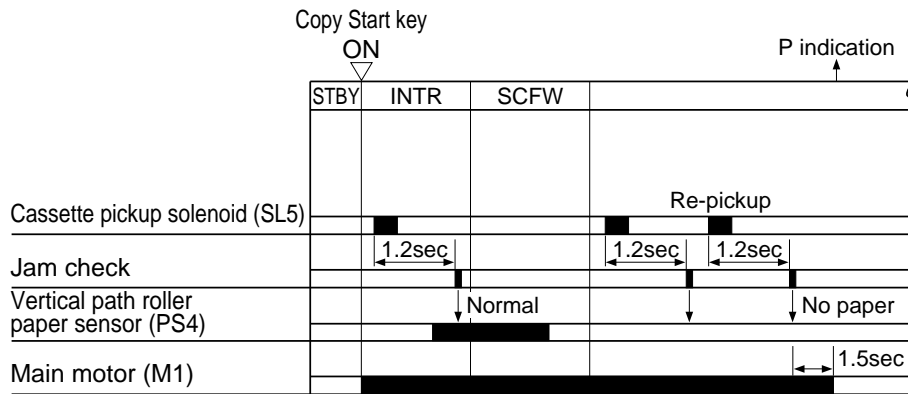 Copy Start key
ON
P indication
STBY INTR SCFW
Re-pickup
Cassette pickup solenoid (SL5)
1.2sec 1.2sec 1.2sec
Jam check
Vertical path roller
paper sensor (PS4)
Normal No paper
1.5sec
Main motor (M1)